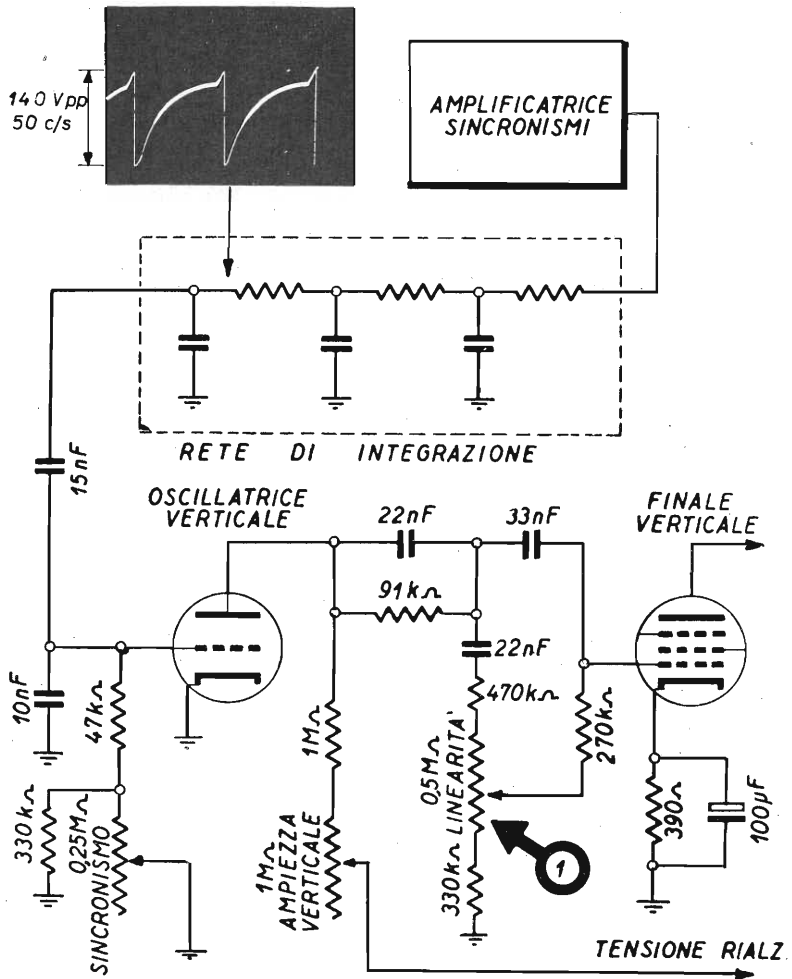 140 Vpp
50 c/s
AMPLIFICATRICE
SINCRONISMI
RETE DI INTEGRAZIONE
15nF
OSCILLATRICE
VERTICALE
22nF
33nF
FINALE
VERTICALE
91kΩ
22nF
10nF
47kΩ
1MΩ
470kΩ
270kΩ
330kΩ
0,25MΩ
SINCRONISMO
1MΩ
AMPIEZZA
VERTICALE
0,5MΩ
LINEARITÀ
330kΩ
1
390Ω
100µF
TENSIONE RIALZ.